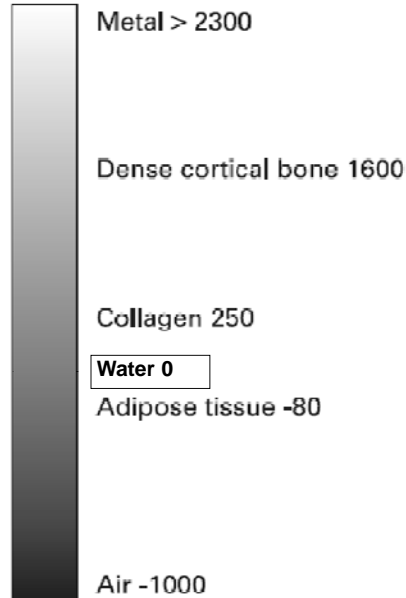 Metal > 2300
Dense cortical bone 1600
Collagen 250
Water 0
Adipose tissue -80
Air -1000